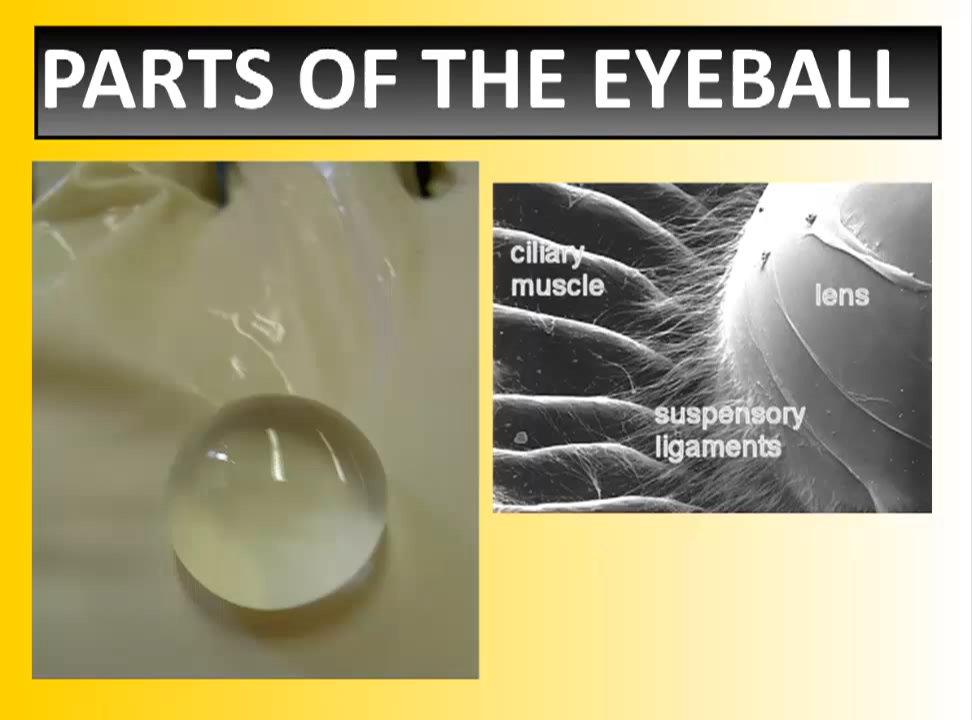 PARTS OF THE EYEBALL
ciliary
muscle
lens
suspensory
ligaments